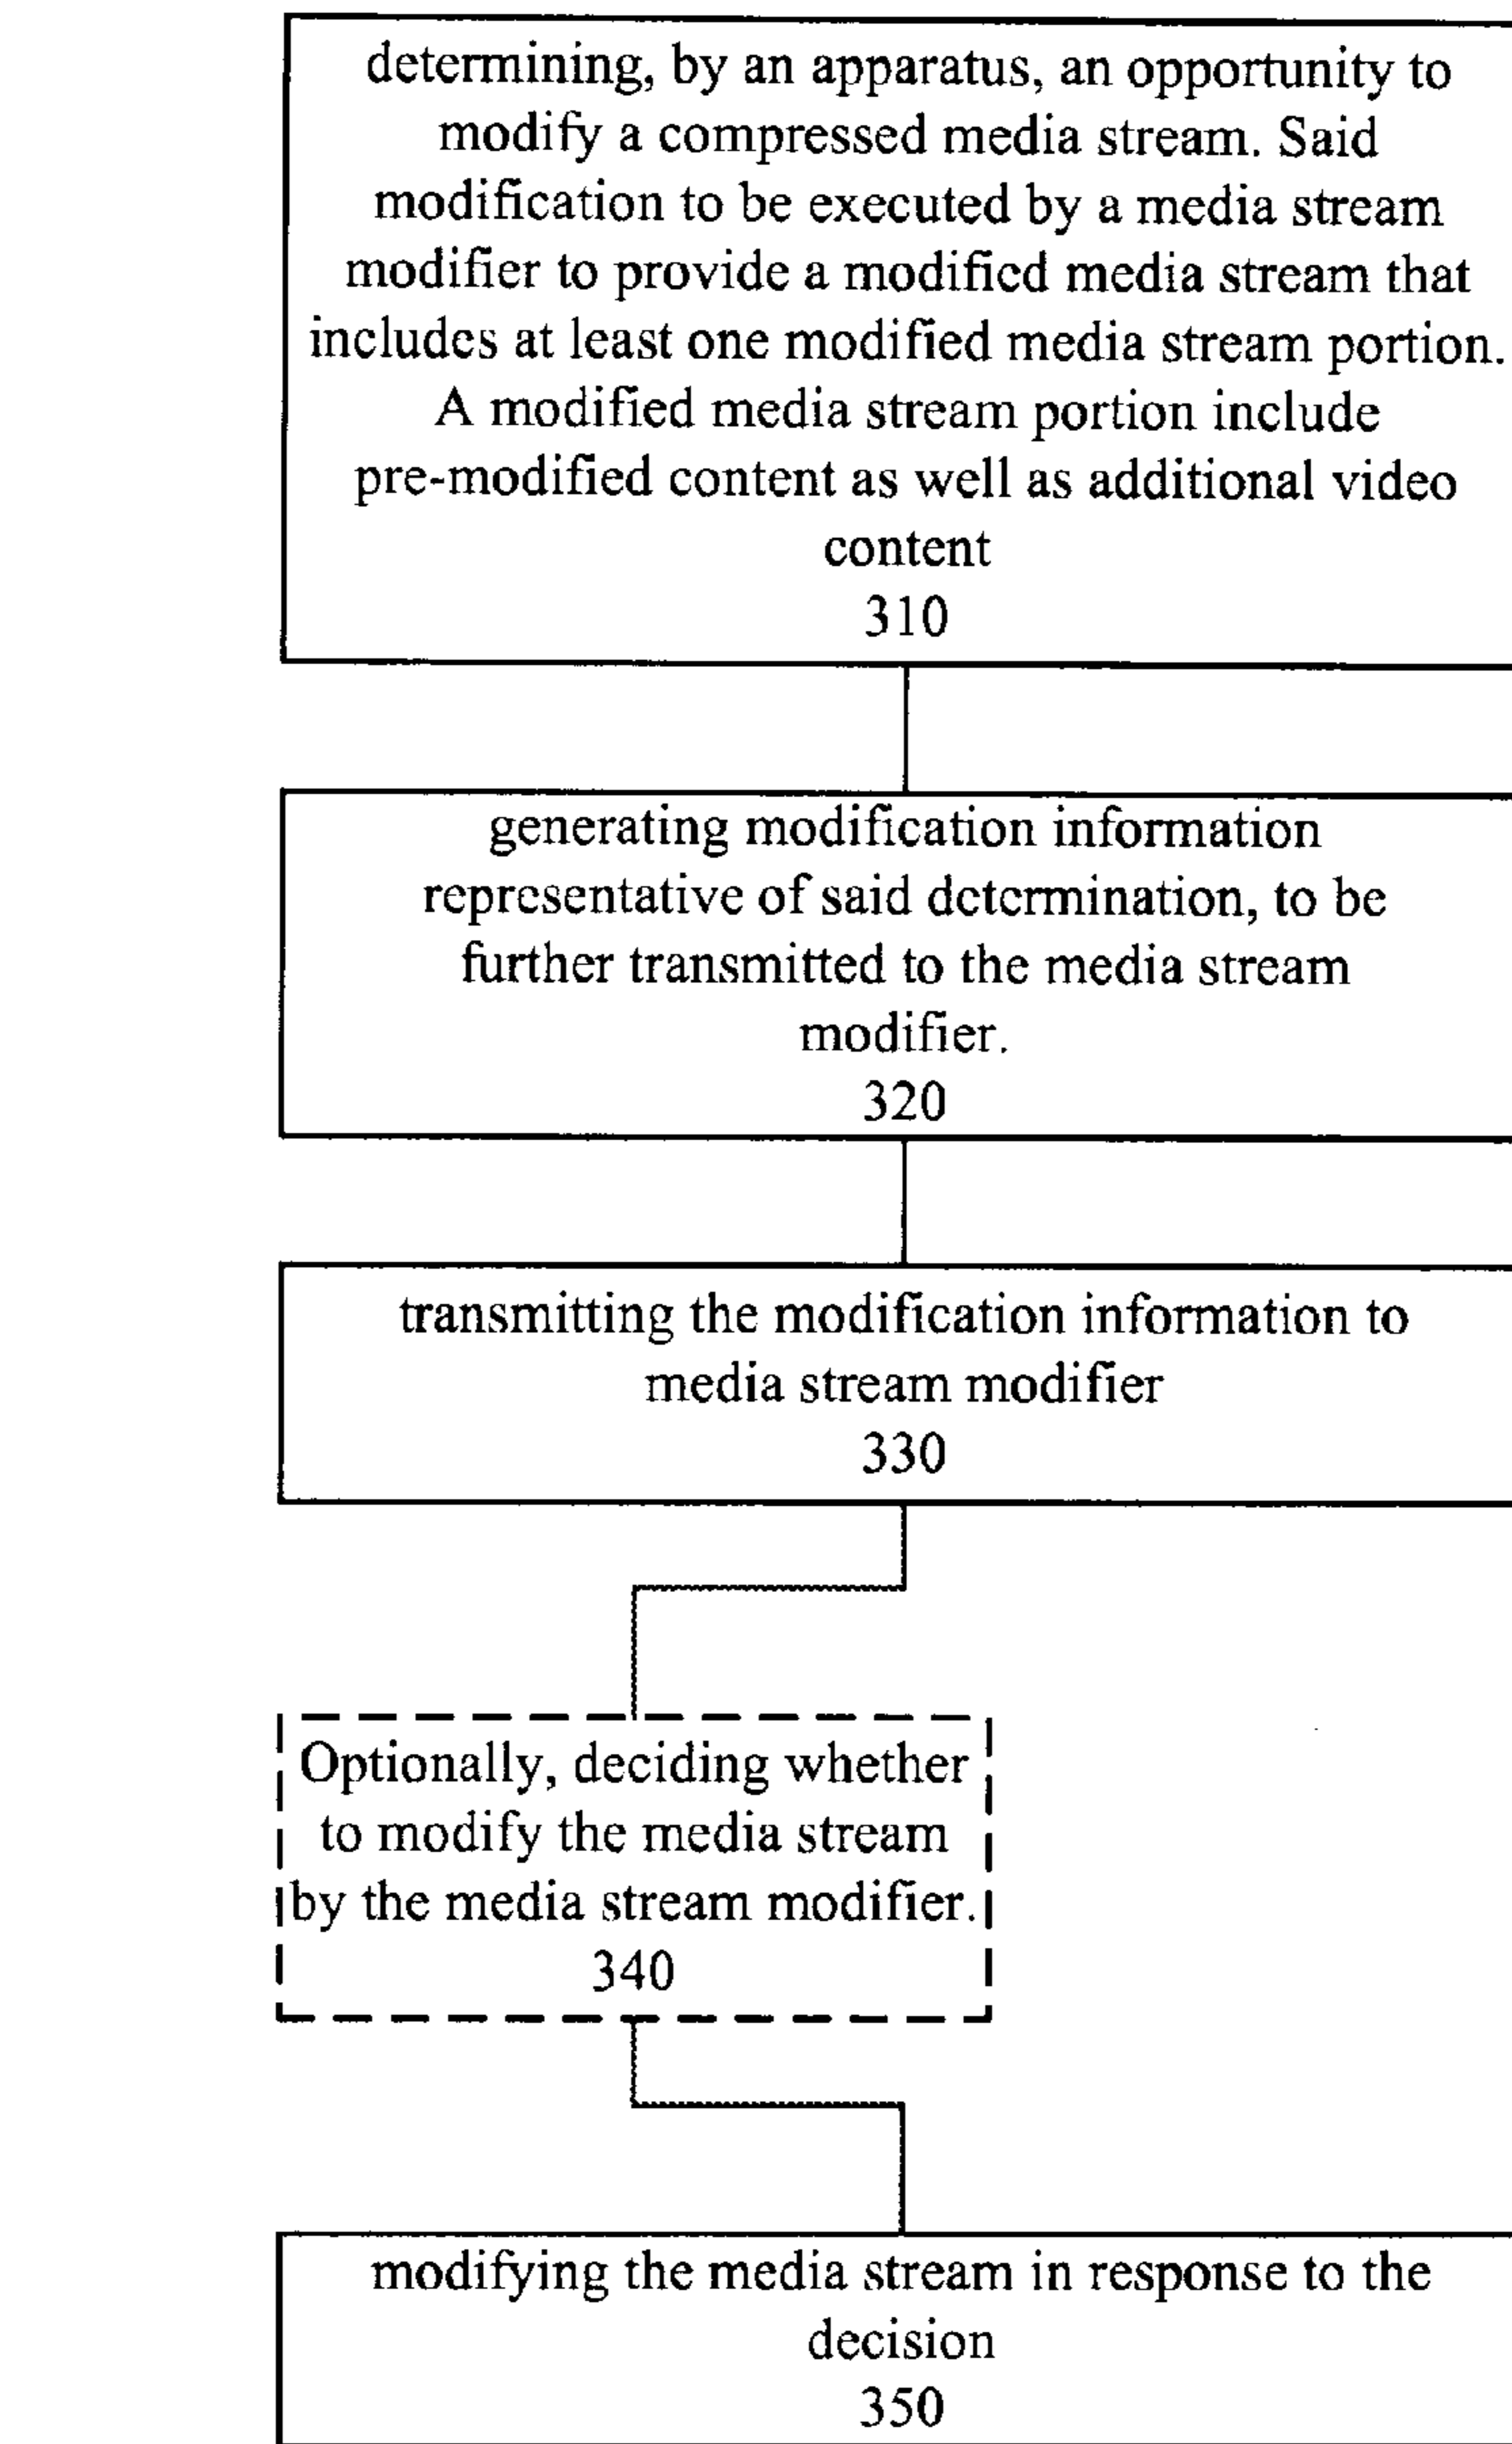 determining, by an apparatus, an opportunity to
modify a compressed media stream. Said
modification to be executed by a media stream
modifier to provide a modified media stream that
includes at least one modified media stream portion.
A modified media stream portion include
pre-modified content as well as additional video
content
310
generating modification information
representative of said determination, to be
further transmitted to the media stream
modifier.
320
transmitting the modification information to
media stream modifier
330
Optionally, deciding whether
to modify the media stream
by the media stream modifier.
340
modifying the media stream in response to the
decision
350